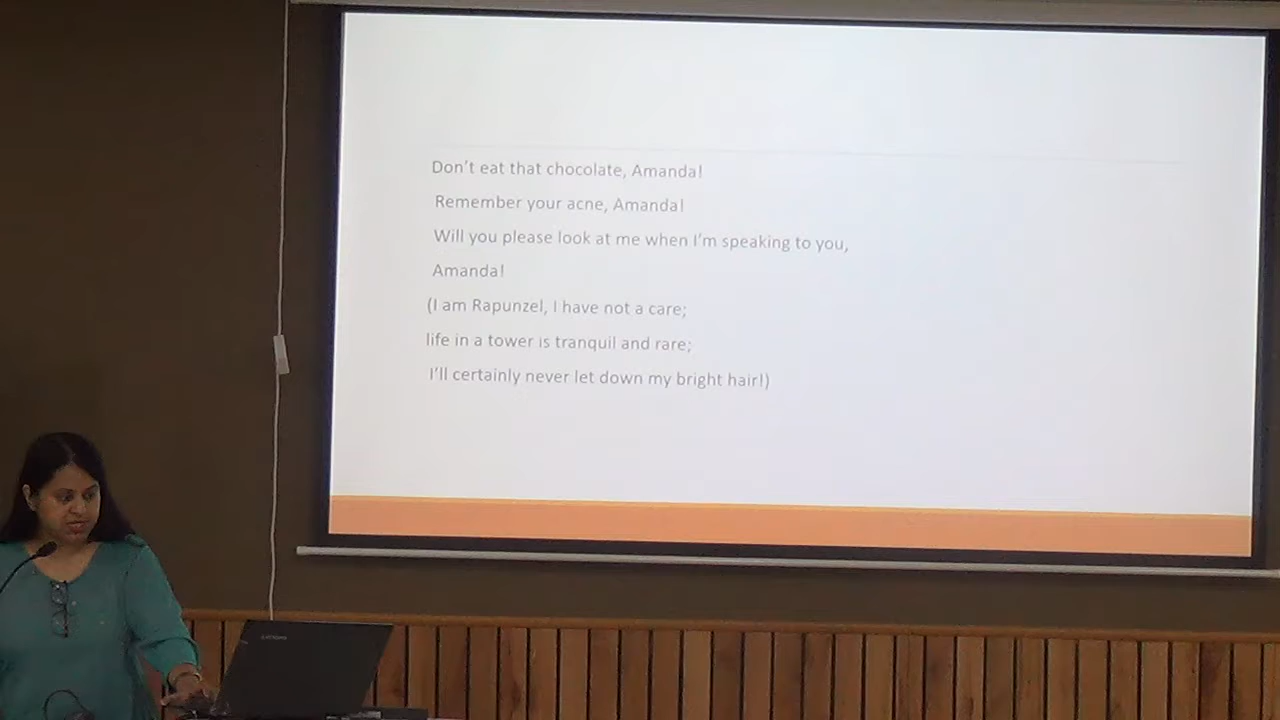 Don't eat that chocolate, Amanda!
Remember your acne, Amanda!
Will you please look at me when I'm speaking to you,
Amanda!
(I am Rapunzel, I have not a care;
life in a tower is tranquil and rare;
I'll certainly never let down my bright hair!)